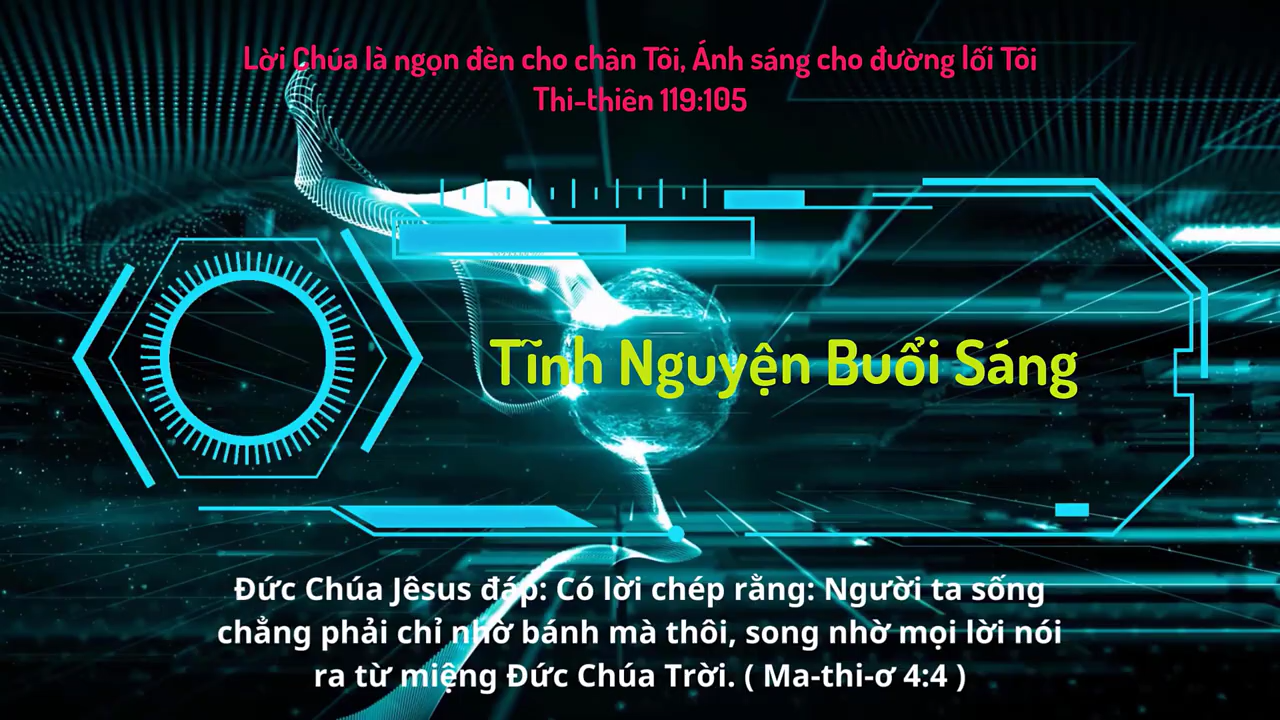 Lời Chúa là ngọn đèn cho chân Tôi, Ánh sáng cho đường lối Tôi
Thi-thiên 119:105
Tĩnh Nguyện Buổi Sáng
Đức Chúa Jêsus đáp: Có lời chép rằng: Người ta sống
chẳng phải chỉ nhờ bánh mà thôi, song nhờ mọi lời nói
ra từ miệng Đức Chúa Trời. ( Ma-thi-ơ 4:4 )